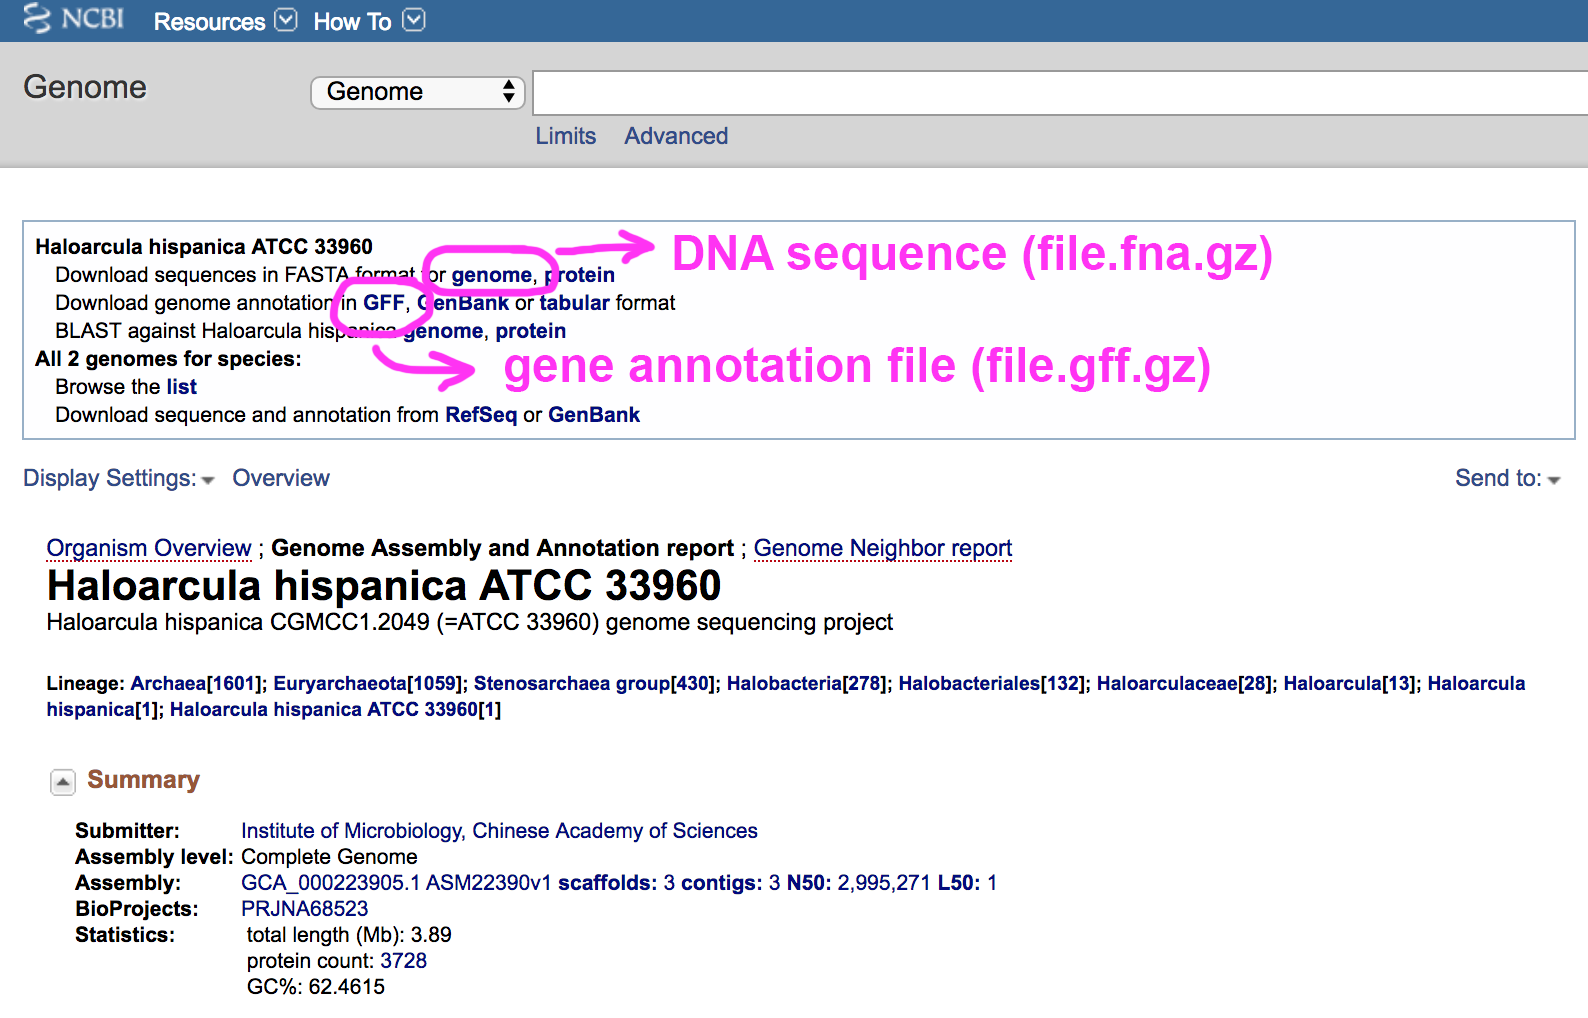 NCBI Resources How To
Genome
Genome
Limits Advanced
Haloarcula hispanica ATCC 33960
Download sequences in FASTA format for genome, protein
DNA sequence (file.fna.gz)
Download genome annotation in GFF, GenBank or tabular format
BLAST against Haloarcula hispanica genome, protein
gene annotation file (file.gff.gz)
All 2 genomes for species:
Browse the list
Download sequence and annotation from RefSeq or GenBank
Display Settings: Overview
Send to:
Organism Overview ; Genome Assembly and Annotation report ; Genome Neighbor report
Haloarcula hispanica ATCC 33960
Haloarcula hispanica CGMCC1.2049 (=ATCC 33960) genome sequencing project
Lineage: Archaea[1601]; Euryarchaeota[1059]; Stenosarchaea group[430]; Halobacteria[278]; Halobacteriales[132]; Haloarculaceae[28]; Haloarcula[13]; Haloarcula
hispanica[1]; Haloarcula hispanica ATCC 33960[1]
Summary
Submitter: Institute of Microbiology, Chinese Academy of Sciences
Assembly level: Complete Genome
Assembly: GCA_000223905.1 ASM22390v1 scaffolds: 3 contigs: 3 N50: 2,995,271 L50: 1
BioProjects: PRJNA68523
Statistics: total length (Mb): 3.89
protein count: 3728
GC%: 62.4615